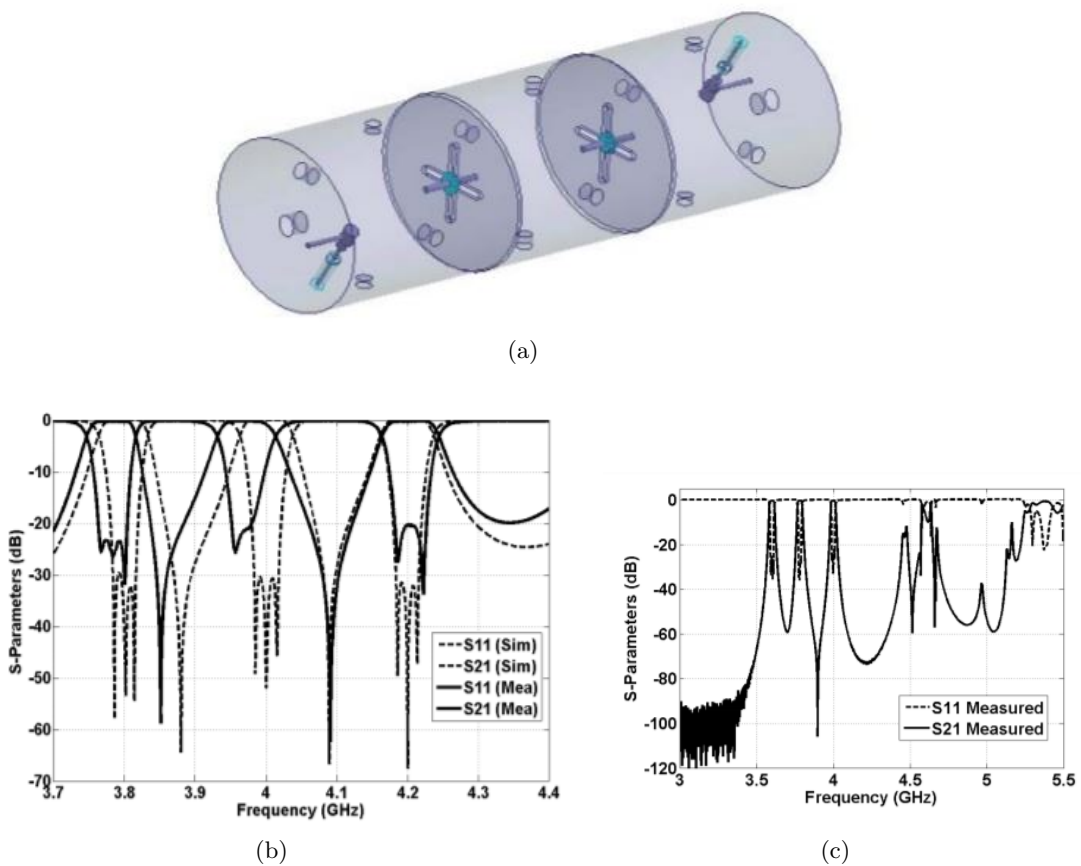 (a)
0
-10
-20
-30
-40
-50
-60
-70
S-Parameters (dB)
3.7 3.8 3.9 4 4.1 4.2 4.3 4.4
Frequency (GHz)
S11 (Sim)
S21 (Sim)
S11 (Mea)
S21 (Mea)
(b)
0
-20
-40
-60
-80
-100
-120
S-Parameters (dB)
3 3.5 4 4.5 5 5.5
Frequency (GHz)
S11 Measured
S21 Measured
(c)